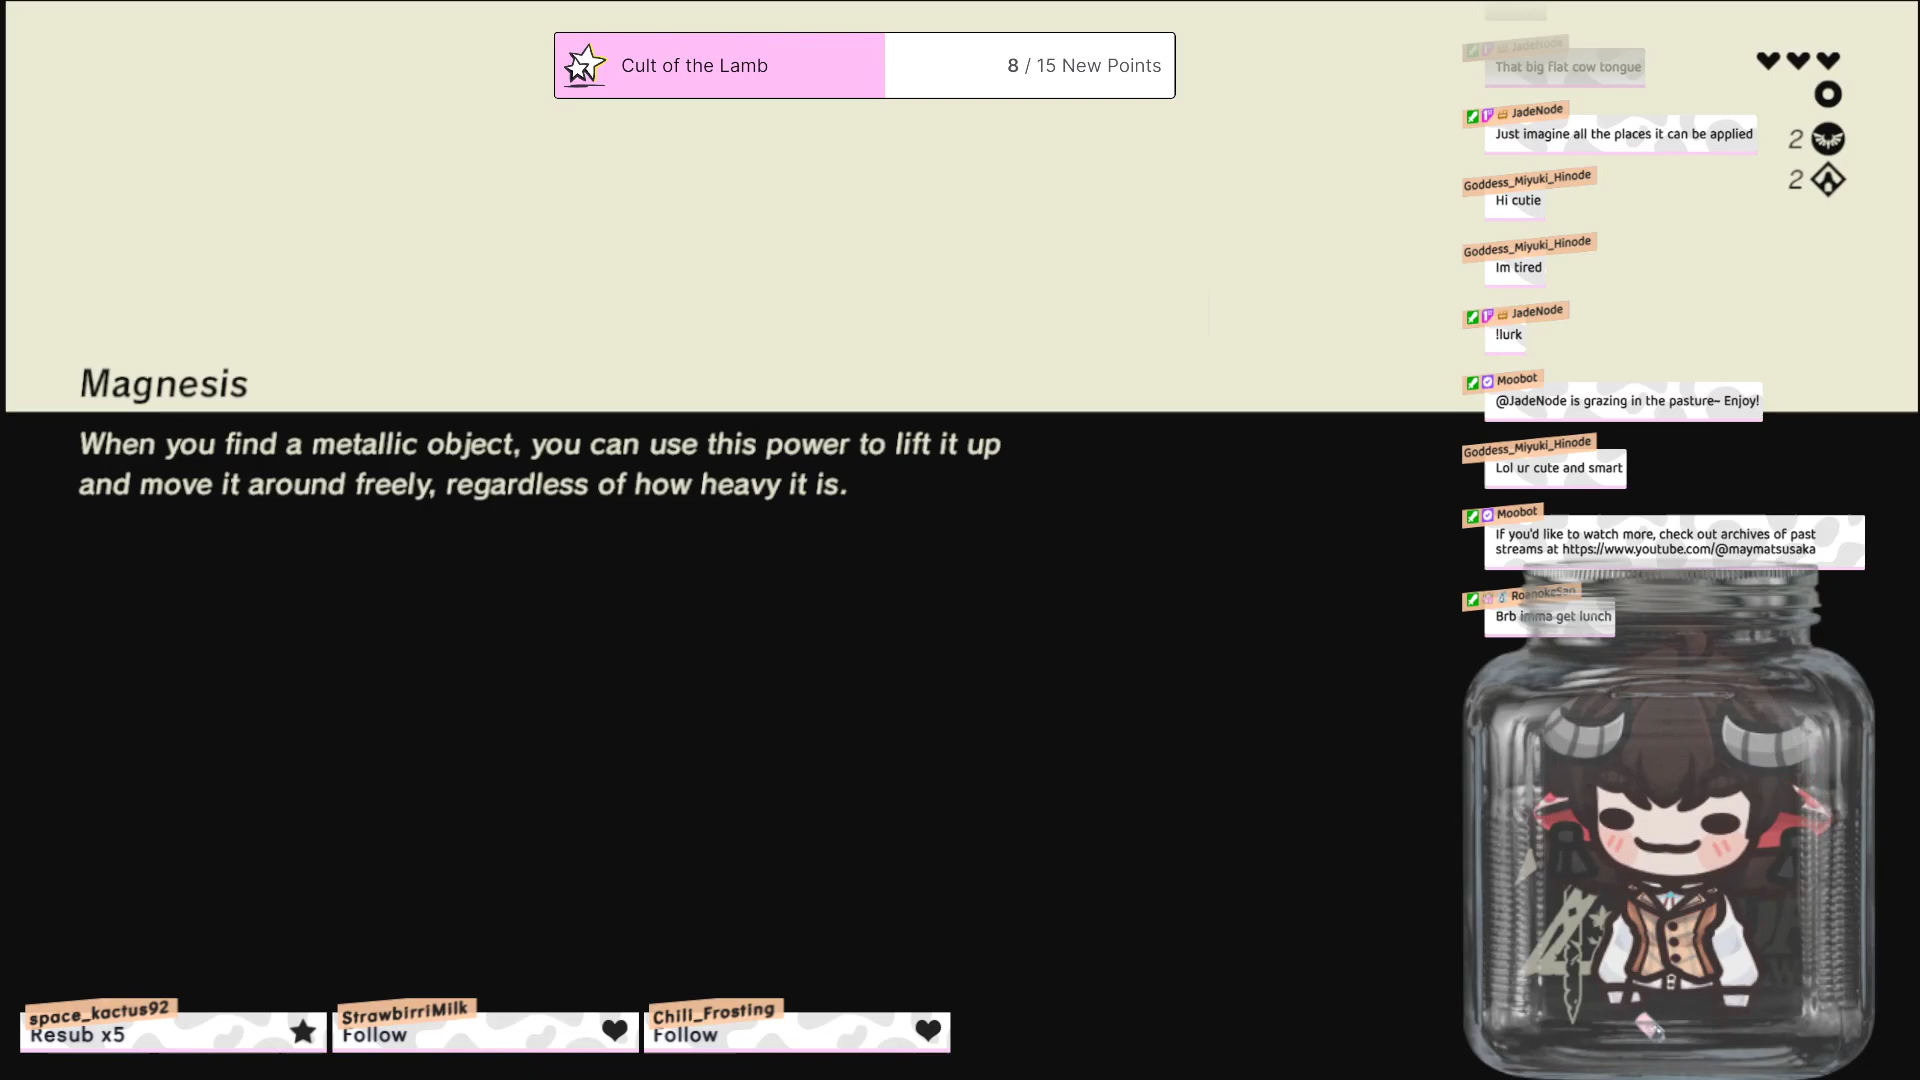 Cult of the Lamb
8 / 15 New Points
JadeNode
That big flat cow tongue
JadeNode
Just imagine all the places it can be applied
2
2
Goddess_Miyuki_Hinode
Hi cutie
Goddess_Miyuki_Hinode
Im tired
JadeNode
!lurk
Magnesis
Moobot
@JadeNode is grazing in the pasture~ Enjoy!
When you find a metallic object, you can use this power to lift it up
and move it around freely, regardless of how heavy it is.
Goddess_Miyuki_Hinode
Lol ur cute and smart
Moobot
If you'd like to watch more, check out archives of past
streams at https://www.youtube.com/@maymatsusaka
RoanokeSan
Brb imma get lunch
space_kactus92
Resub x5
StrawbirriMilk
Follow
Chili_Frosting
Follow